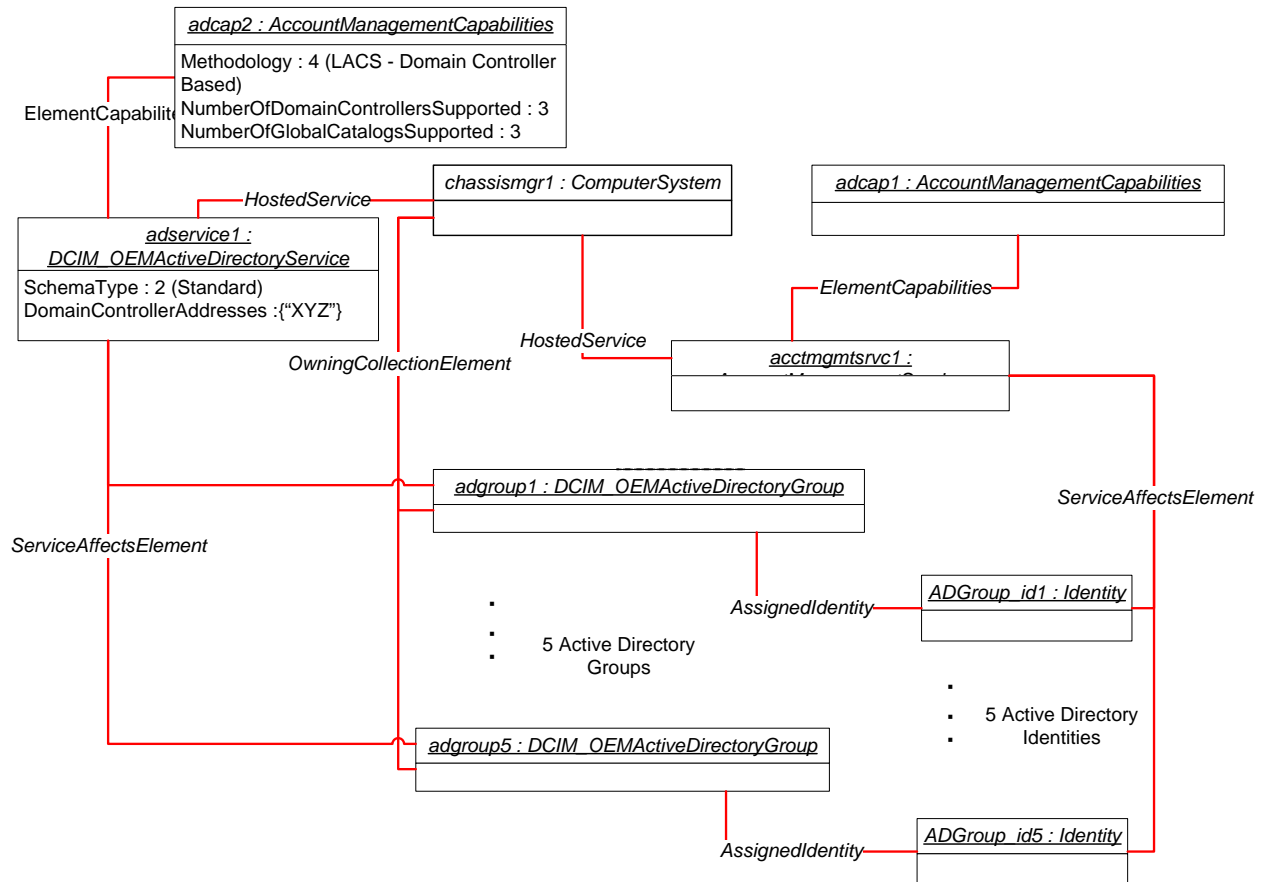 adcap2 : AccountManagementCapabilities
Methodology : 4 (LACS - Domain Controller
Based)
NumberOfDomainControllersSupported : 3
NumberOfGlobalCatalogsSupported : 3
ElementCapabilitie
chassismgr1 : ComputerSystem
adcap1 : AccountManagementCapabilities
HostedService
adservice1 :
DCIM_OEMActiveDirectoryService
SchemaType : 2 (Standard)
DomainControllerAddresses :{“XYZ”}
ElementCapabilities
HostedService
OwningCollectionElement
acctmgmtsrvc1 :
adgroup1 : DCIM_OEMActiveDirectoryGroup
ServiceAffectsElement
ServiceAffectsElement
ADGroup_id1 : Identity
AssignedIdentity
5 Active Directory
Groups
5 Active Directory
Identities
adgroup5 : DCIM_OEMActiveDirectoryGroup
ADGroup_id5 : Identity
AssignedIdentity